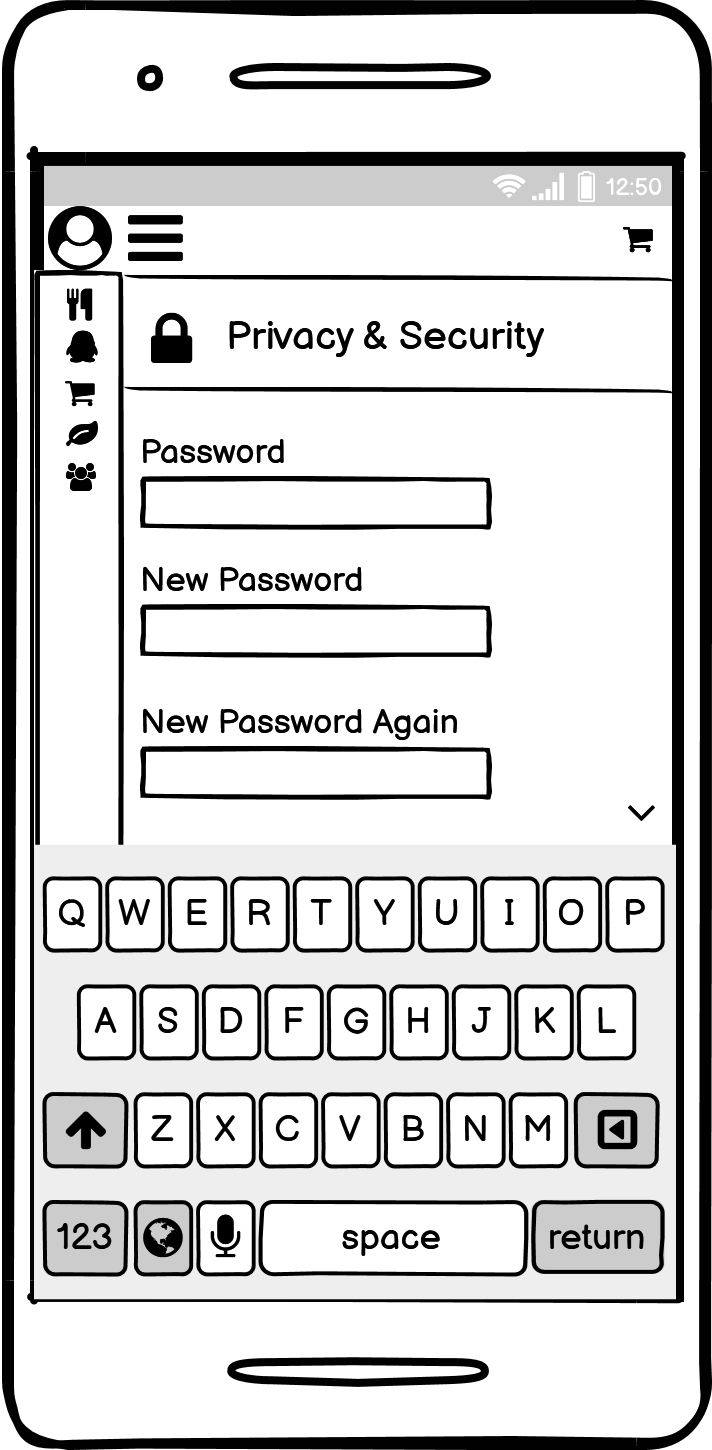 12:50
Privacy & Security
Password
New Password
New Password Again
Q W E R T Y U I O P
A S D F G H J K L
Z X C V B N M
123 space return